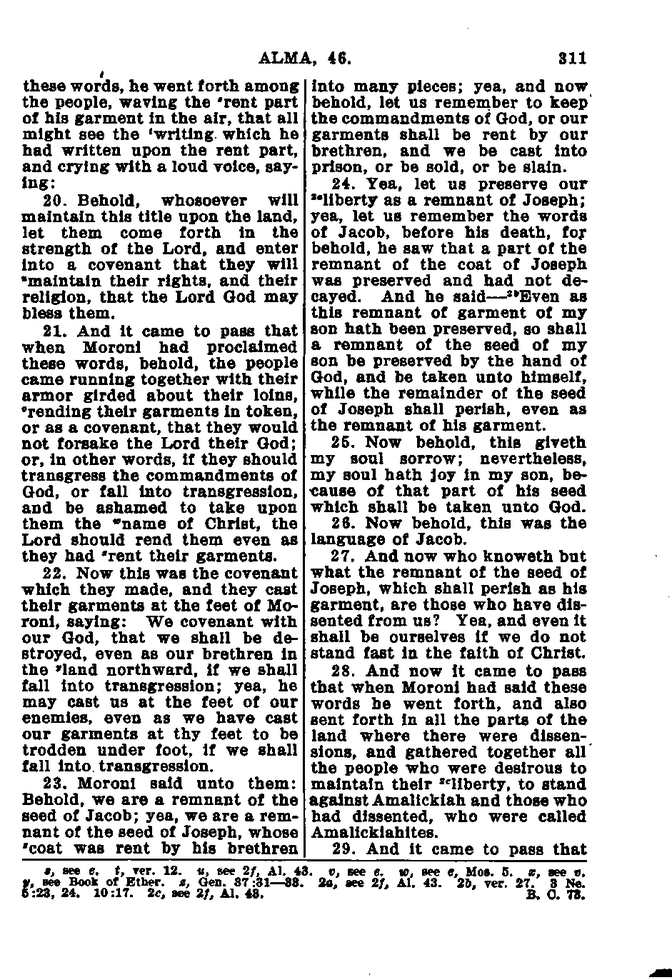 ALMA, 46. 311
these words, he went forth among
the people, waving the ˢrent part
of his garment in the air, that all
might see the ᵗwriting which he
had written upon the rent part,
and crying with a loud voice, say-
ing:
20. Behold, whosoever will
maintain this title upon the land,
let them come forth in the
strength of the Lord, and enter
into a covenant that they will
ᵘmaintain their rights, and their
religion, that the Lord God may
bless them.
21. And it came to pass that
when Moroni had proclaimed
these words, behold, the people
came running together with their
armor girded about their loins,
ᵛrending their garments in token,
or as a covenant, that they would
not forsake the Lord their God;
or, in other words, if they should
transgress the commandments of
God, or fall into transgression,
and be ashamed to take upon
them the ʷname of Christ, the
Lord should rend them even as
they had ˣrent their garments.
22. Now this was the covenant
which they made, and they cast
their garments at the feet of Mo-
roni, saying: We covenant with
our God, that we shall be de-
stroyed, even as our brethren in
the ʸland northward, if we shall
fall into transgression; yea, he
may cast us at the feet of our
enemies, even as we have cast
our garments at thy feet to be
trodden under foot, if we shall
fall into transgression.
23. Moroni said unto them:
Behold, we are a remnant of the
seed of Jacob; yea, we are a rem-
nant of the seed of Joseph, whose
ᶻcoat was rent by his brethren
into many pieces; yea, and now
behold, let us remember to keep
the commandments of God, or our
garments shall be rent by our
brethren, and we be cast into
prison, or be sold, or be slain.
24. Yea, let us preserve our
²ᵃliberty as a remnant of Joseph;
yea, let us remember the words
of Jacob, before his death, for
behold, he saw that a part of the
remnant of the coat of Joseph
was preserved and had not de-
cayed. And he said—²ᵇEven as
this remnant of garment of my
son hath been preserved, so shall
a remnant of the seed of my
son be preserved by the hand of
God, and be taken unto himself,
while the remainder of the seed
of Joseph shall perish, even as
the remnant of his garment.
25. Now behold, this giveth
my soul sorrow; nevertheless,
my soul hath joy in my son, be-
cause of that part of his seed
which shall be taken unto God.
26. Now behold, this was the
language of Jacob.
27. And now who knoweth but
what the remnant of the seed of
Joseph, which shall perish as his
garment, are those who have dis-
sented from us? Yea, and even it
shall be ourselves if we do not
stand fast in the faith of Christ.
28. And now it came to pass
that when Moroni had said these
words he went forth, and also
sent forth in all the parts of the
land where there were dissen-
sions, and gathered together all
the people who were desirous to
maintain their ²ᶜliberty, to stand
against Amalickiah and those who
had dissented, who were called
Amalickiahites.
29. And it came to pass that
s, see e. t, ver. 12. u, see 2f, Al. 43. v, see e. w, see e, Mos. 5. x, see e.
y, see Book of Ether. z, Gen. 37:31—33. 2a, see 2f, Al. 43. 2b, ver. 27. 3 Ne.
5:23, 24. 10:17. 2c, see 2f, Al. 43. B. C. 73.